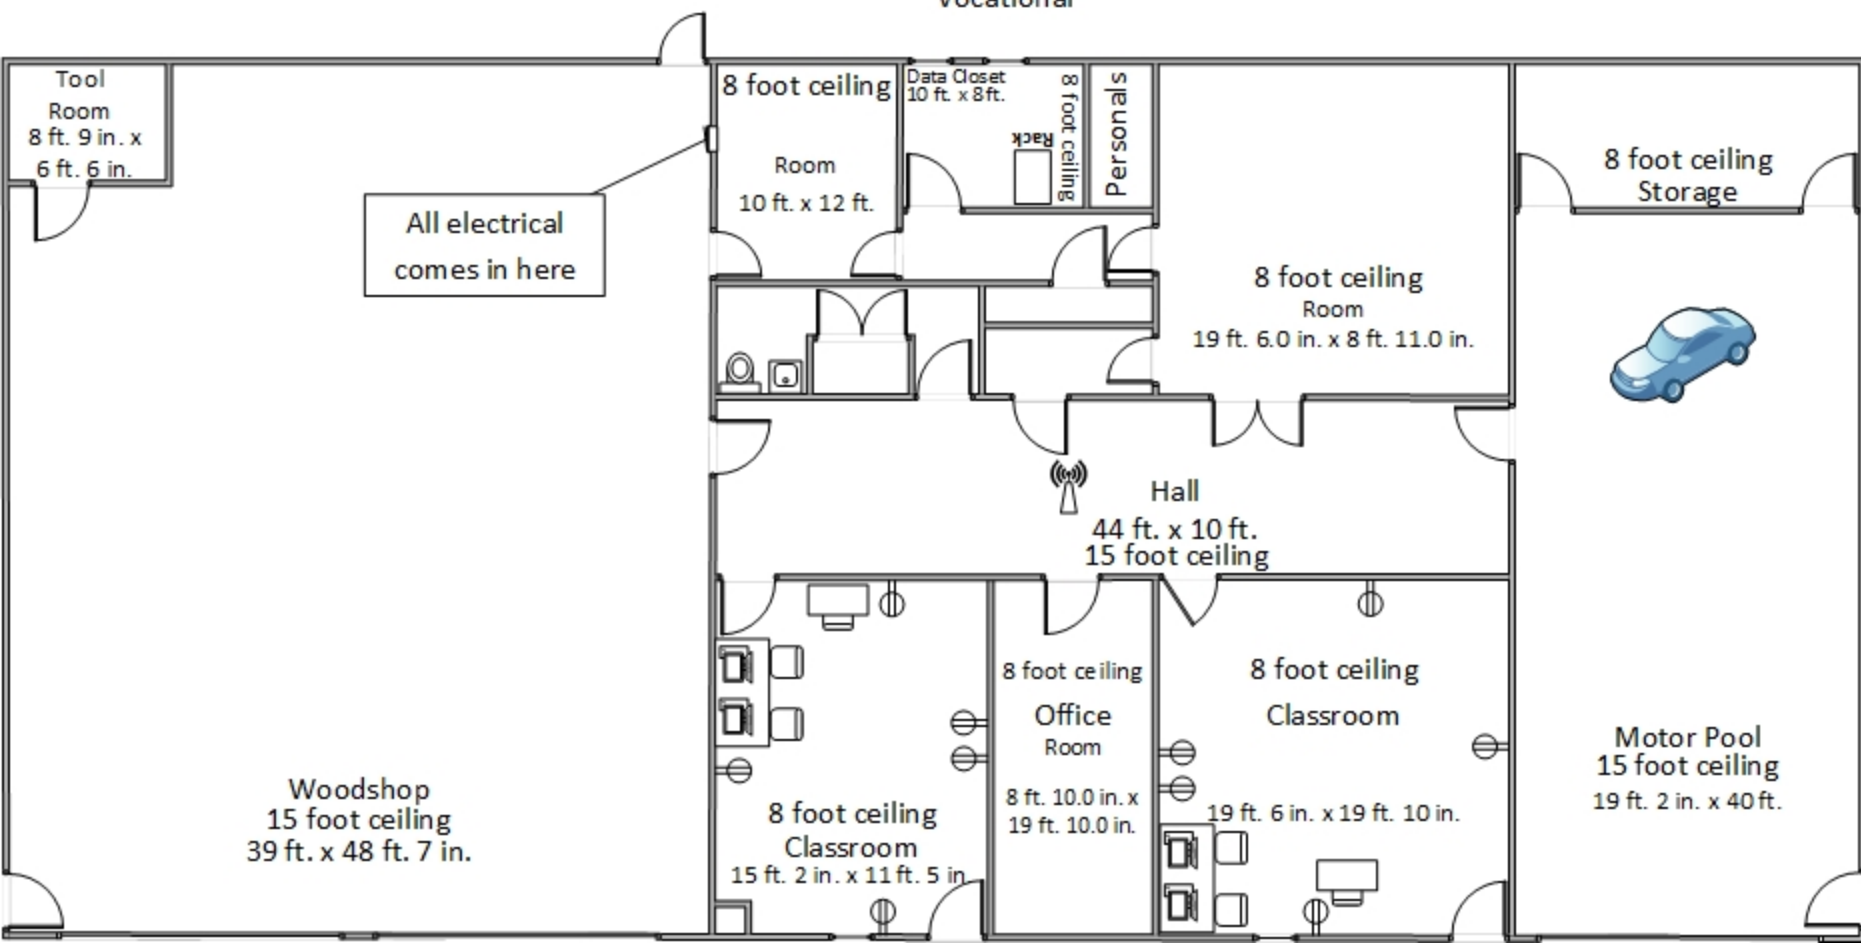 Vocational
Tool
Room
8 ft. 9 in. x
6 ft. 6 in.
All electrical
comes in here
8 foot ceiling
Room
10 ft. x 12 ft.
Data Closet
10 ft. x 8 ft.
Rack
8 foot ceiling
Personals
8 foot ceiling
Room
19 ft. 6.0 in. x 8 ft. 11.0 in.
8 foot ceiling
Storage
Hall
44 ft. x 10 ft.
15 foot ceiling
Woodshop
15 foot ceiling
39 ft. x 48 ft. 7 in.
8 foot ceiling
Classroom
15 ft. 2 in. x 11 ft. 5 in.
8 foot ceiling
Office
Room
8 ft. 10.0 in. x
19 ft. 10.0 in.
8 foot ceiling
Classroom
19 ft. 6 in. x 19 ft. 10 in.
Motor Pool
15 foot ceiling
19 ft. 2 in. x 40 ft.